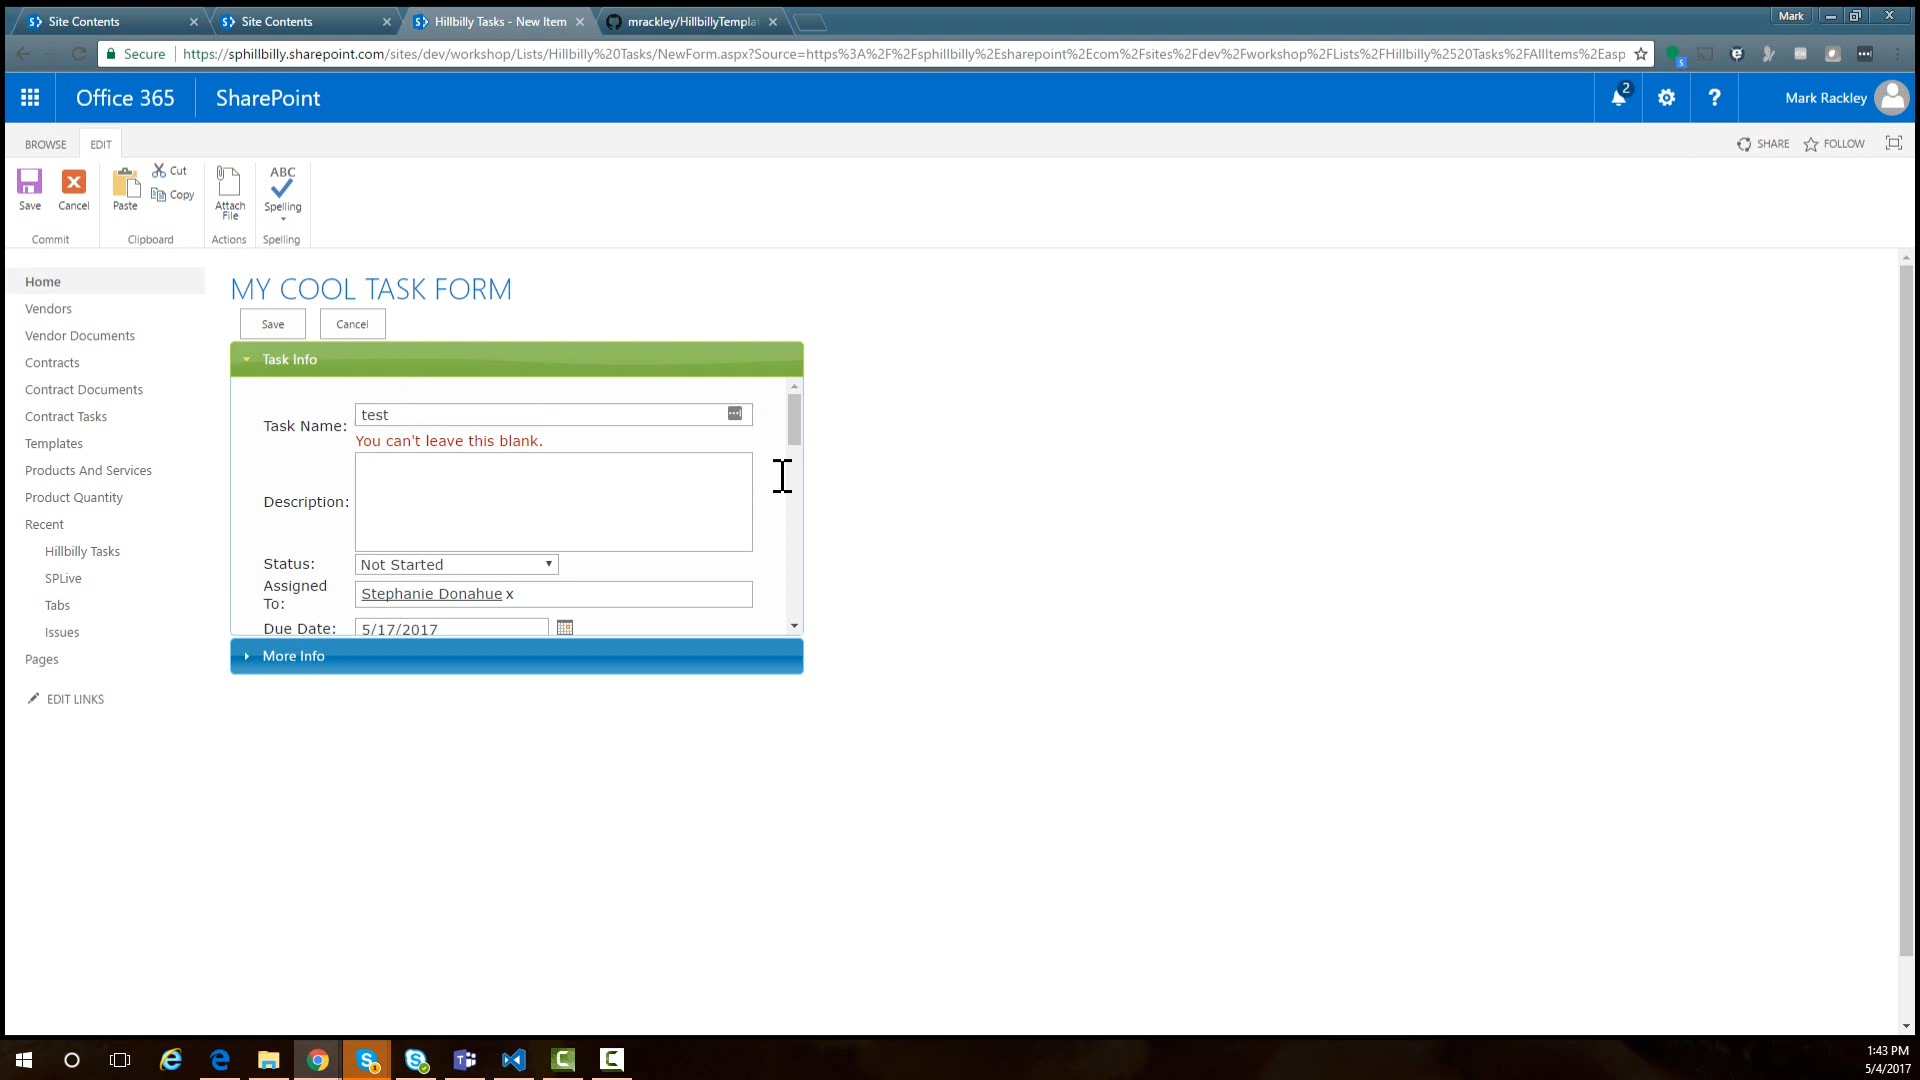 Site Contents
Site Contents
Hillbilly Tasks - New Item
mrackley/HillbillyTempla
Mark
Secure
https://sphillbilly.sharepoint.com/sites/dev/workshop/Lists/Hillbilly%20Tasks/NewForm.aspx?Source=https%3A%2F%2Fsphillbilly%2Esharepoint%2Ecom%2Fsites%2Fdev%2Fworkshop%2FLists%2FHillbilly%2520Tasks%2FAllItems%2Easp
Office 365
SharePoint
2
?
Mark Rackley
BROWSE
EDIT
SHARE
FOLLOW
Save
Cancel
Paste
Cut
Copy
Attach
File
ABC
Spelling
Commit
Clipboard
Actions
Spelling
Home
Vendors
Vendor Documents
Contracts
Contract Documents
Contract Tasks
Templates
Products And Services
Product Quantity
Recent
Hillbilly Tasks
SPLive
Tabs
Issues
Pages
EDIT LINKS
MY COOL TASK FORM
Save
Cancel
Task Info
Task Name:
test
You can't leave this blank.
Description:
Status:
Not Started
Assigned
To:
Stephanie Donahue x
Due Date:
5/17/2017
More Info
1:43 PM
5/4/2017